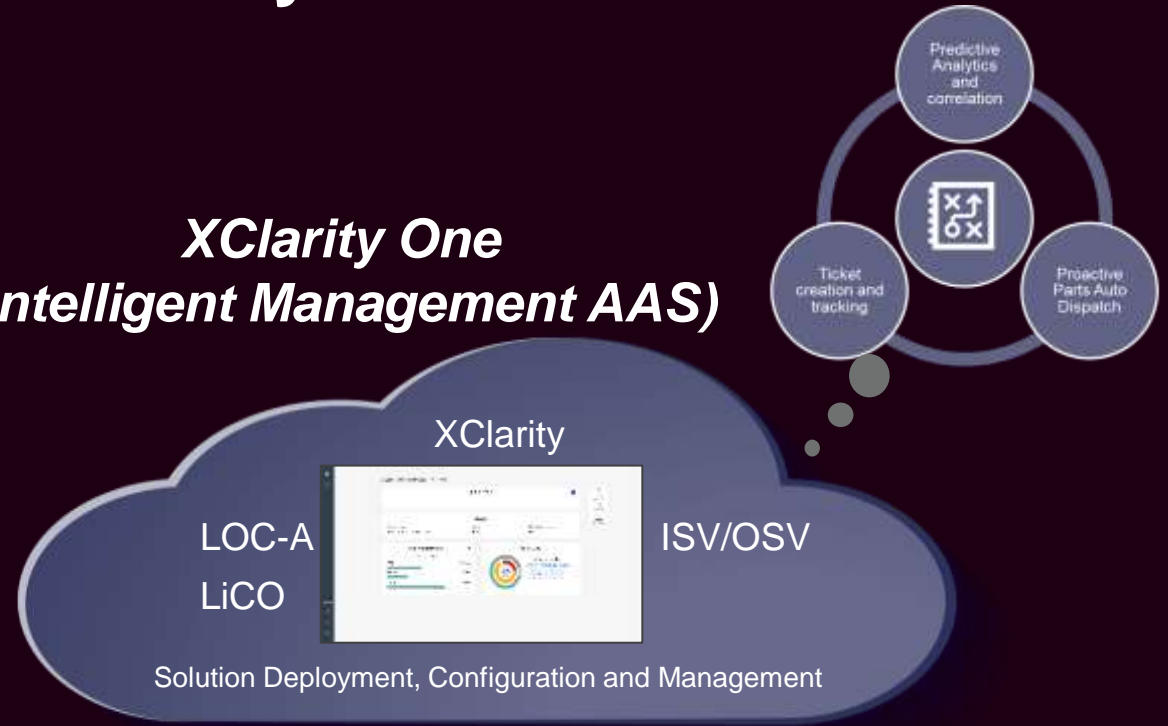 Predictive
Analytics
and
correlation
XClarity One
ntelligent Management AAS)
Ticket
creation and
tracking
Proactive
Parts Auto
Dispatch
XClarity
LOC-A
LiCO
ISV/OSV
Solution Deployment, Configuration and Management